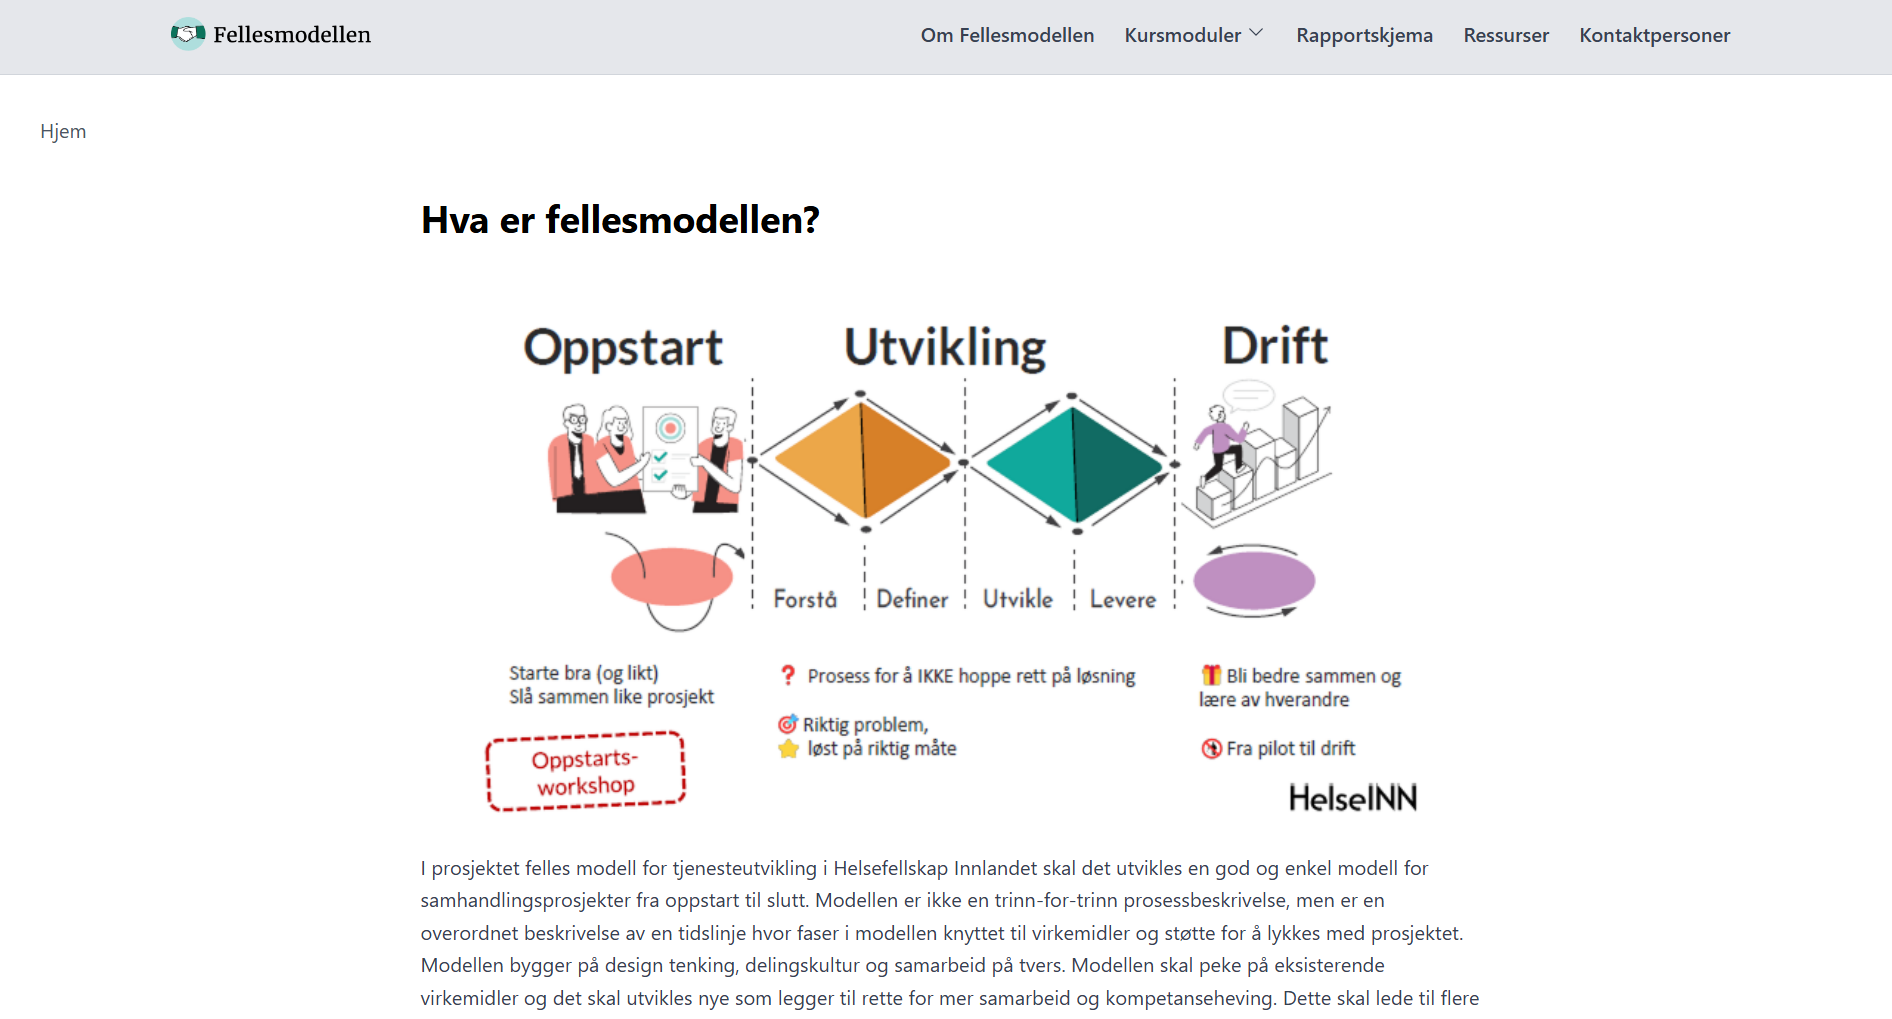 Fellesmodellen
Om Fellesmodellen Kursmoduler Rapportskjema Ressurser Kontaktpersoner
Hjem
Hva er fellesmodellen?
Oppstart Utvikling Drift
Forstå Definer Utvikle Levere
Starte bra (og likt)
Slå sammen like prosjekt
Oppstarts-
workshop
❓ Prosess for å IKKE hoppe rett på løsning
🎯 Riktig problem,
⭐ løst på riktig måte
🎁 Bli bedre sammen og
lære av hverandre
Fra pilot til drift
HelseINN
I prosjektet felles modell for tjenesteutvikling i Helsefellskap Innlandet skal det utvikles en god og enkel modell for
samhandlingsprosjekter fra oppstart til slutt. Modellen er ikke en trinn-for-trinn prosessbeskrivelse, men er en
overordnet beskrivelse av en tidslinje hvor faser i modellen knyttet til virkemidler og støtte for å lykkes med prosjektet.
Modellen bygger på design tenking, delingskultur og samarbeid på tvers. Modellen skal peke på eksisterende
virkemidler og det skal utvikles nye som legger til rette for mer samarbeid og kompetanseheving. Dette skal lede til flere